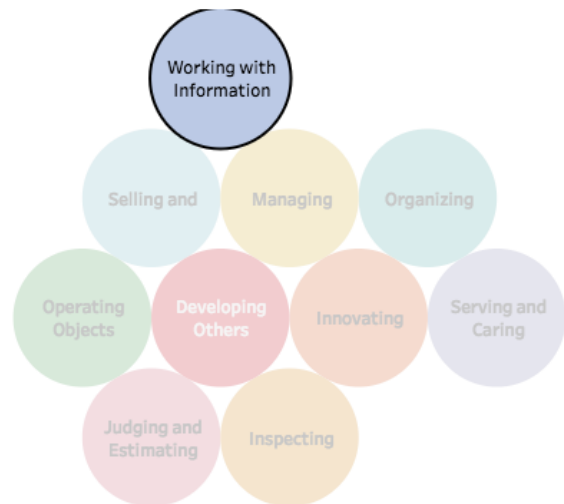 Working with
Information
Selling and
Managing
Organizing
Operating
Objects
Developing
Others
Innovating
Serving and
Caring
Judging and
Estimating
Inspecting